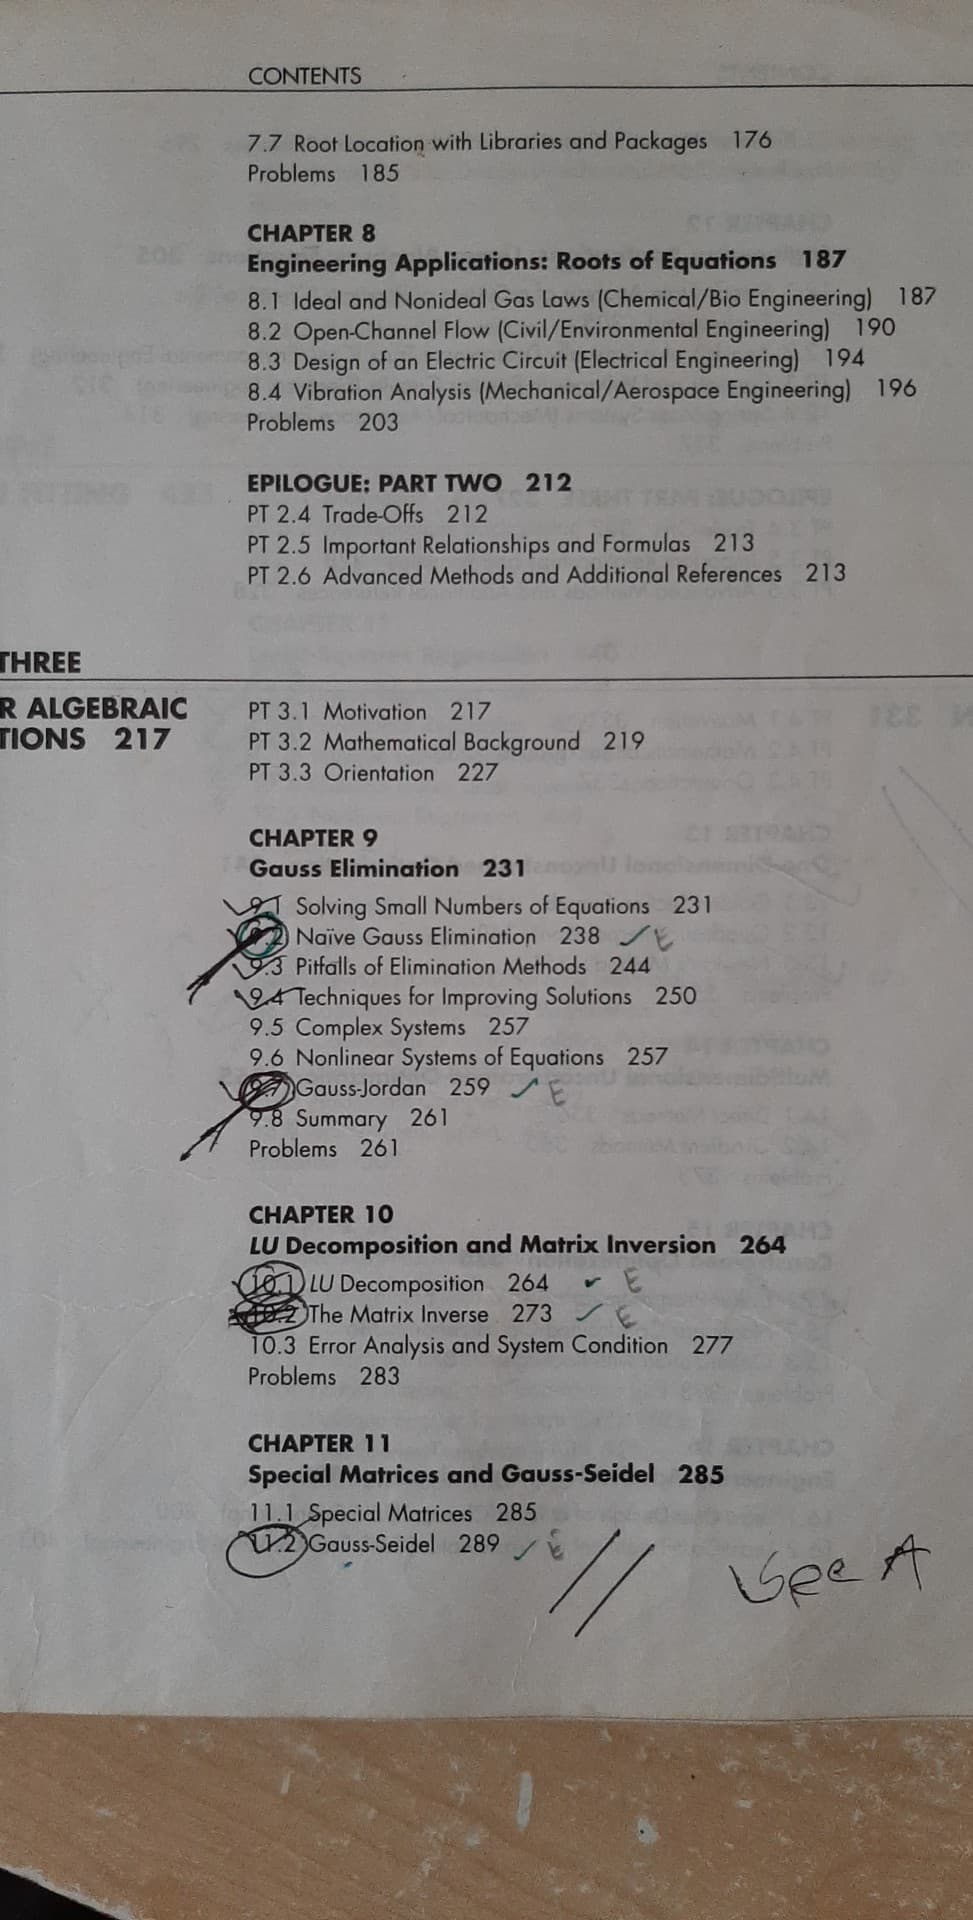 CONTENTS
7.7 Root Location with Libraries and Packages 176
Problems 185
CHAPTER 8
Engineering Applications: Roots of Equations 187
8.1 Ideal and Nonideal Gas Laws (Chemical/Bio Engineering) 187
8.2 Open-Channel Flow (Civil/Environmental Engineering) 190
8.3 Design of an Electric Circuit (Electrical Engineering) 194
8.4 Vibration Analysis (Mechanical/Aerospace Engineering) 196
Problems 203
EPILOGUE: PART TWO 212
PT 2.4 Trade-Offs 212
PT 2.5 Important Relationships and Formulas 213
PT 2.6 Advanced Methods and Additional References 213
THREE
R ALGEBRAIC
TIONS 217
PT 3.1 Motivation 217
PT 3.2 Mathematical Background 219
PT 3.3 Orientation 227
CHAPTER 9
Gauss Elimination 231
9.1 Solving Small Numbers of Equations 231
9.2 Naïve Gauss Elimination 238 ✓ E
9.3 Pitfalls of Elimination Methods 244
9.4 Techniques for Improving Solutions 250
9.5 Complex Systems 257
9.6 Nonlinear Systems of Equations 257
9.7 Gauss-Jordan 259 ✓ E
9.8 Summary 261
Problems 261
CHAPTER 10
LU Decomposition and Matrix Inversion 264
10.1 LU Decomposition 264 ✓ E
10.2 The Matrix Inverse 273 ✓ E
10.3 Error Analysis and System Condition 277
Problems 283
CHAPTER 11
Special Matrices and Gauss-Seidel 285
11.1 Special Matrices 285
11.2 Gauss-Seidel 289 ✓ E
See A